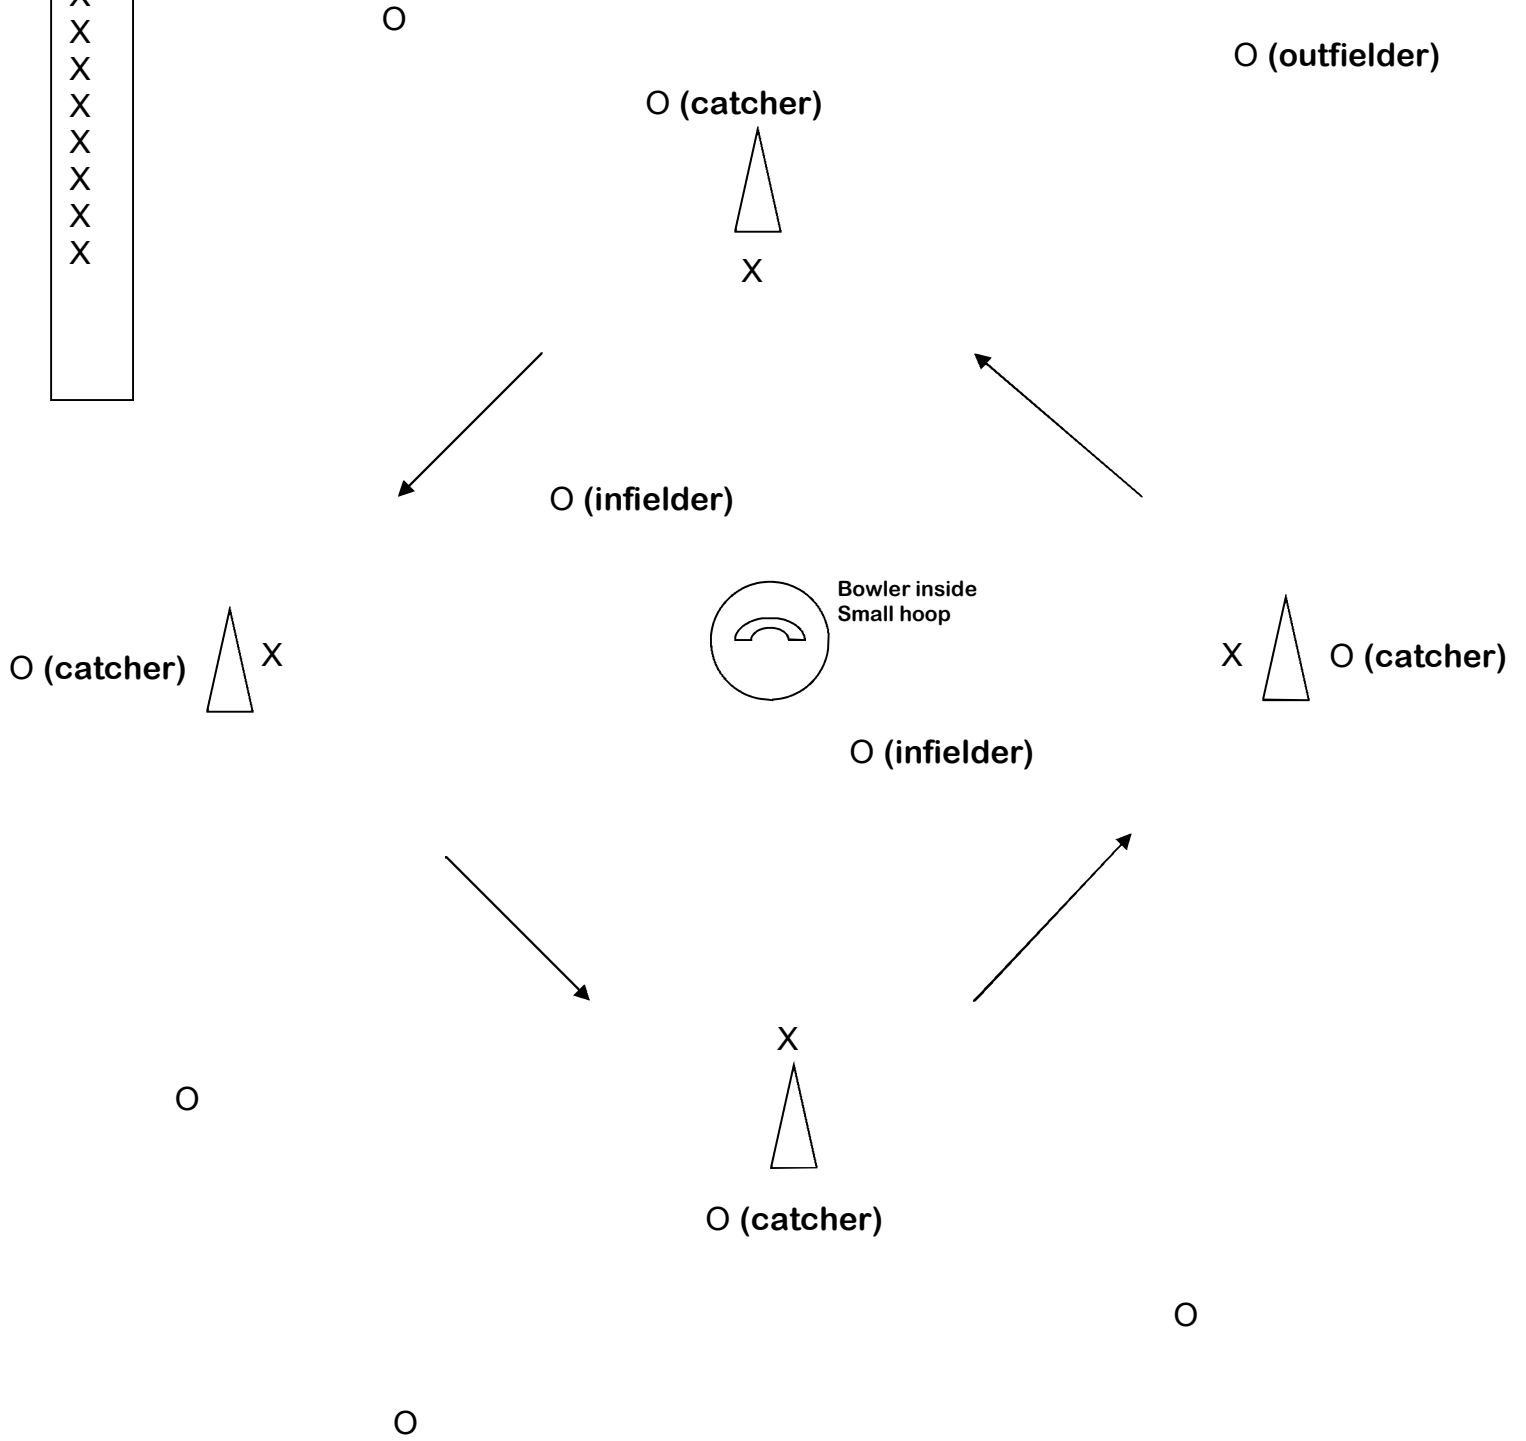 X
O
X
O (outfielder)
X
O (catcher)
X
X
X
X
X
X
O (infielder)
Bowler inside
Small hoop
O (catcher)
X
X
O (catcher)
O (infielder)
X
O
O (catcher)
O
O